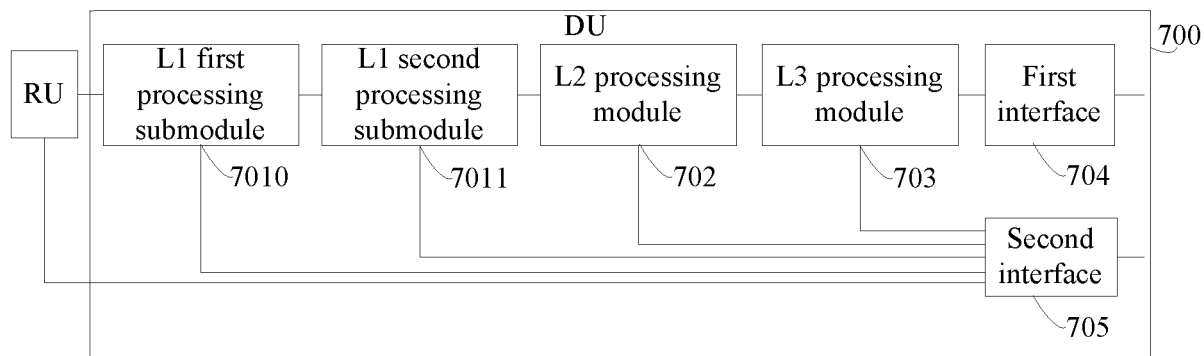 DU
700
RU
L1 first
processing
submodule
L1 second
processing
submodule
L2 processing
module
L3 processing
module
First
interface
7010
7011
702
703
704
Second
interface
705